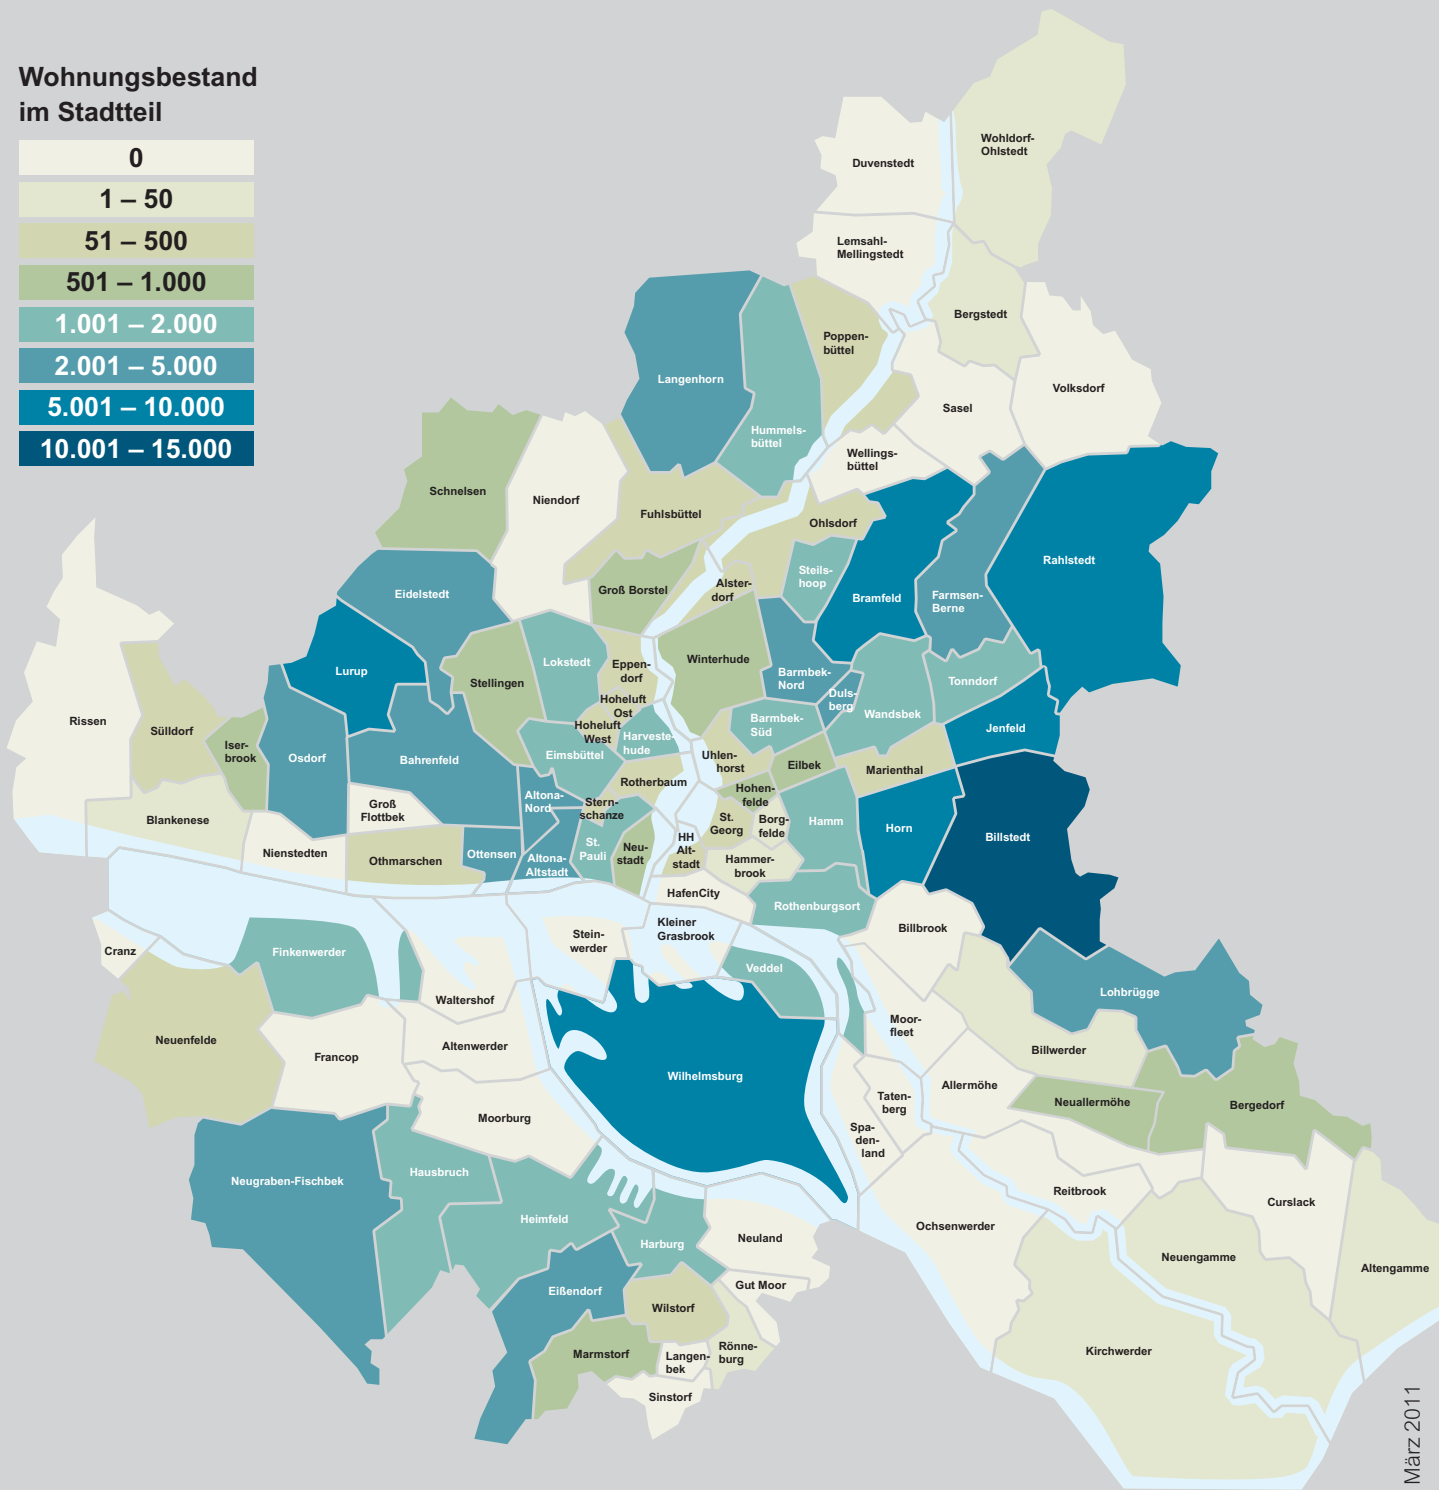 Wohnungsbestand
im Stadtteil
0
1 – 50
51 – 500
501 – 1.000
1.001 – 2.000
2.001 – 5.000
5.001 – 10.000
10.001 – 15.000
Wohldorf-
Ohlstedt
Duvenstedt
Lemsahl-
Mellingstedt
Bergstedt
Poppen-
büttel
Langenhorn
Volksdorf
Sasel
Hummels-
büttel
Wellings-
büttel
Schnelsen
Niendorf
Fuhlsbüttel
Ohlsdorf
Rahlstedt
Steils-
hoop
Groß Borstel
Alster-
dorf
Eidelstedt
Bramfeld
Farmsen-
Berne
Lurup
Stellingen
Lokstedt
Eppen-
dorf
Winterhude
Barmbek-
Nord
Duls-
berg
Tonndorf
Wandsbek
Hoheluft
Ost
Hoheluft
West
Harveste-
hude
Barmbek-
Süd
Jenfeld
Rissen
Sülldorf
Iser-
brook
Osdorf
Bahrenfeld
Eimsbüttel
Uhlen-
horst
Eilbek
Marienthal
Rotherbaum
Groß
Flottbek
Altona-
Nord
Stern-
schanze
Hohen-
felde
Blankenese
St.
Georg
Borg-
felde
Hamm
Horn
Billstedt
Nienstedten
Othmarschen
Ottensen
Altona-
Altstadt
St.
Pauli
Neu-
stadt
HH
Alt-
stadt
Hammer-
brook
HafenCity
Rothenburgsort
Kleiner
Grasbrook
Billbrook
Stein-
werder
Cranz
Finkenwerder
Veddel
Waltershof
Lohbrügge
Moor-
fleet
Neuenfelde
Francop
Altenwerder
Billwerder
Wilhelmsburg
Allermöhe
Neuallermöhe
Bergedorf
Taten-
berg
Moorburg
Spa-
den-
land
Hausbruch
Neugraben-Fischbek
Reitbrook
Curslack
Heimfeld
Ochsenwerder
Harburg
Neuland
Neuengamme
Altengamme
Gut Moor
Eißendorf
Wilstorf
Marmstorf
Langen-
bek
Rönne-
burg
Kirchwerder
Sinstorf
März 2011